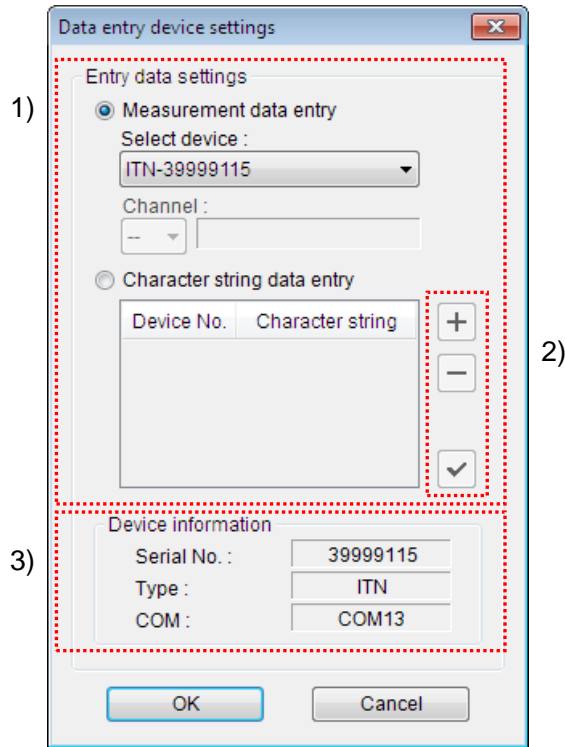 Data entry device settings
Entry data settings
1)
Measurement data entry
Select device :
ITN-39999115
Channel :
--
Character string data entry
Device No. Character string
+
2)
−
3)
Device information
Serial No. : 39999115
Type : ITN
COM : COM13
OK Cancel